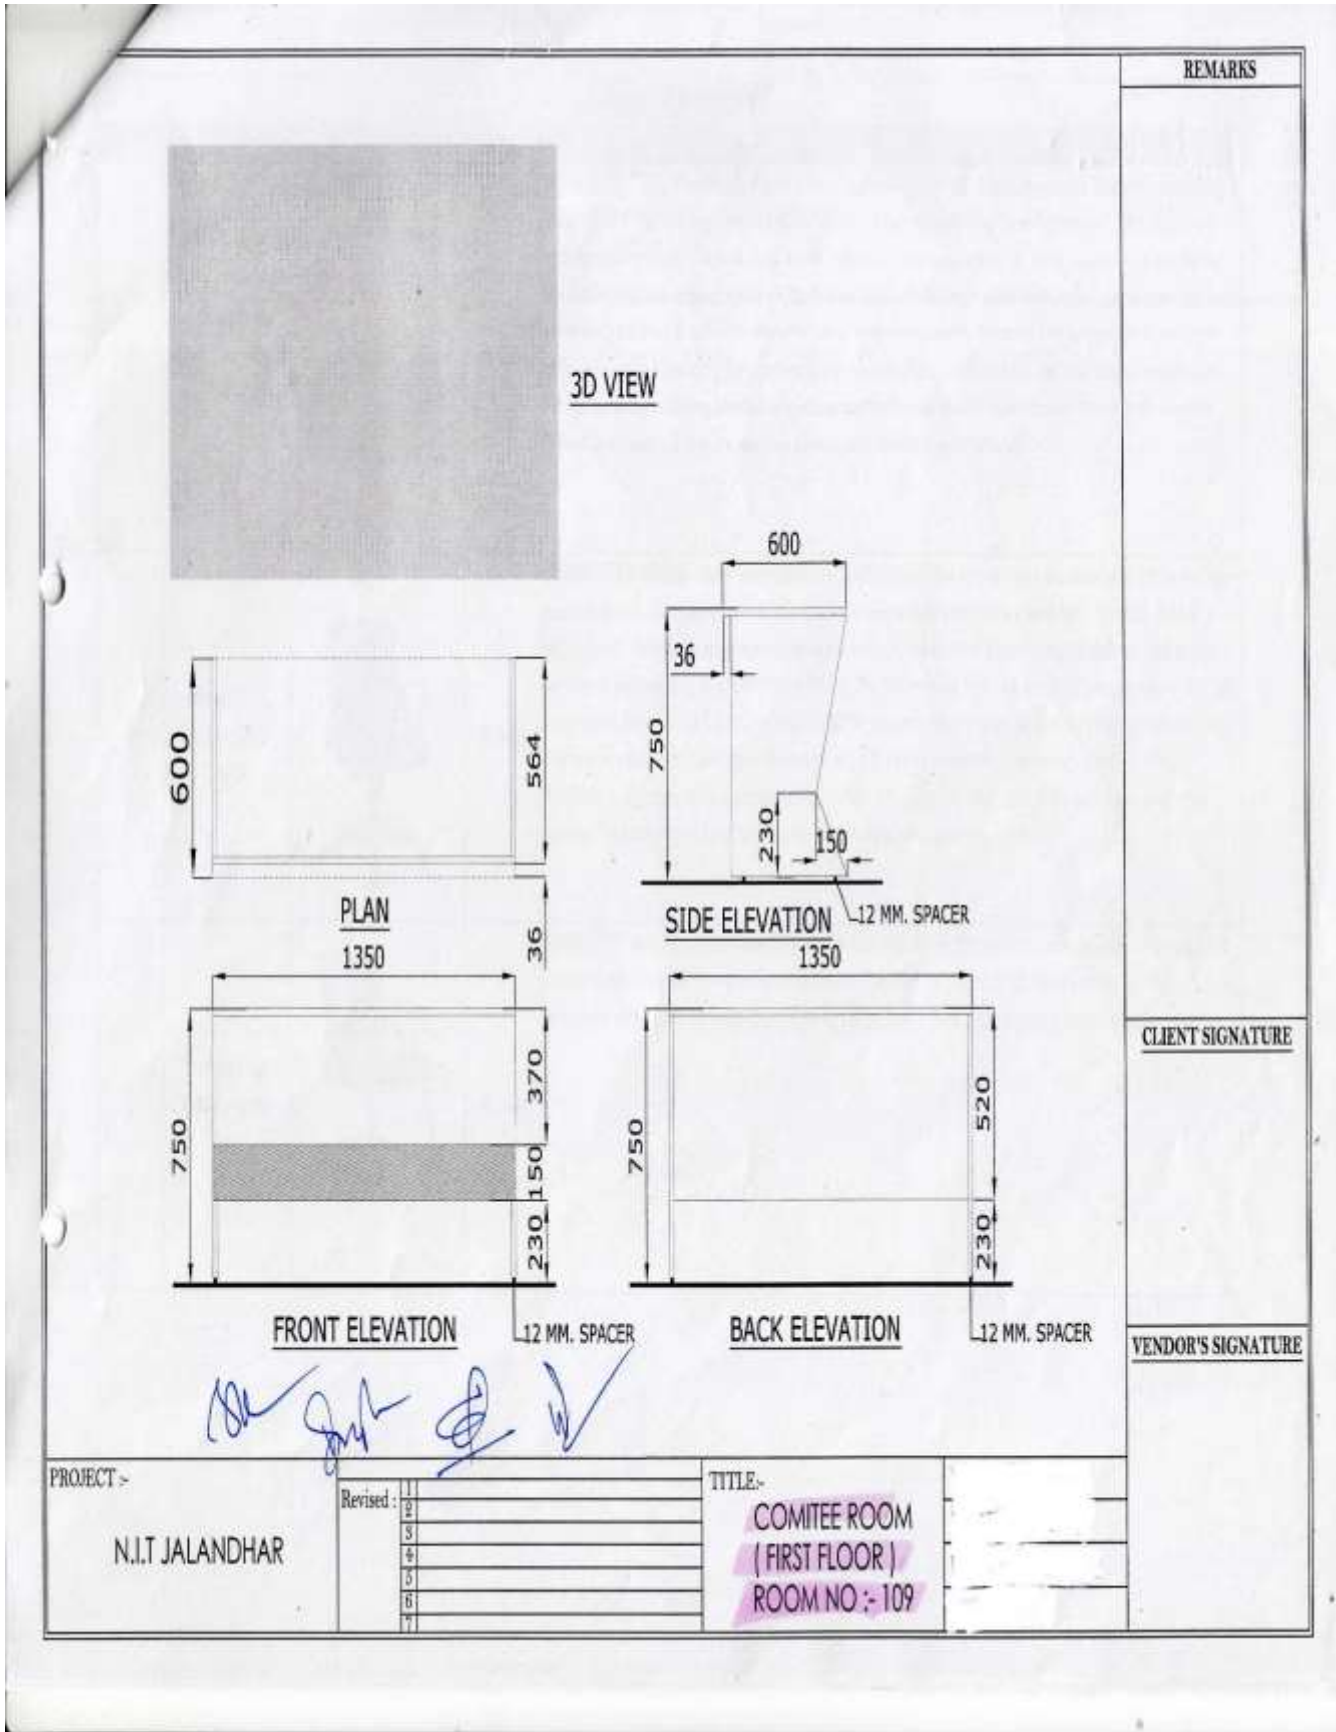 REMARKS
3D VIEW
600
36
750
230
150
SIDE ELEVATION
12 MM. SPACER
600
564
36
PLAN
1350
750
370
150
230
FRONT ELEVATION
12 MM. SPACER
1350
750
520
230
BACK ELEVATION
12 MM. SPACER
CLIENT SIGNATURE
VENDOR'S SIGNATURE
PROJECT :-
N.I.T JALANDHAR
Revised :
1
2
3
4
5
6
7
TITLE:-
COMITEE ROOM
( FIRST FLOOR )
ROOM NO :- 109